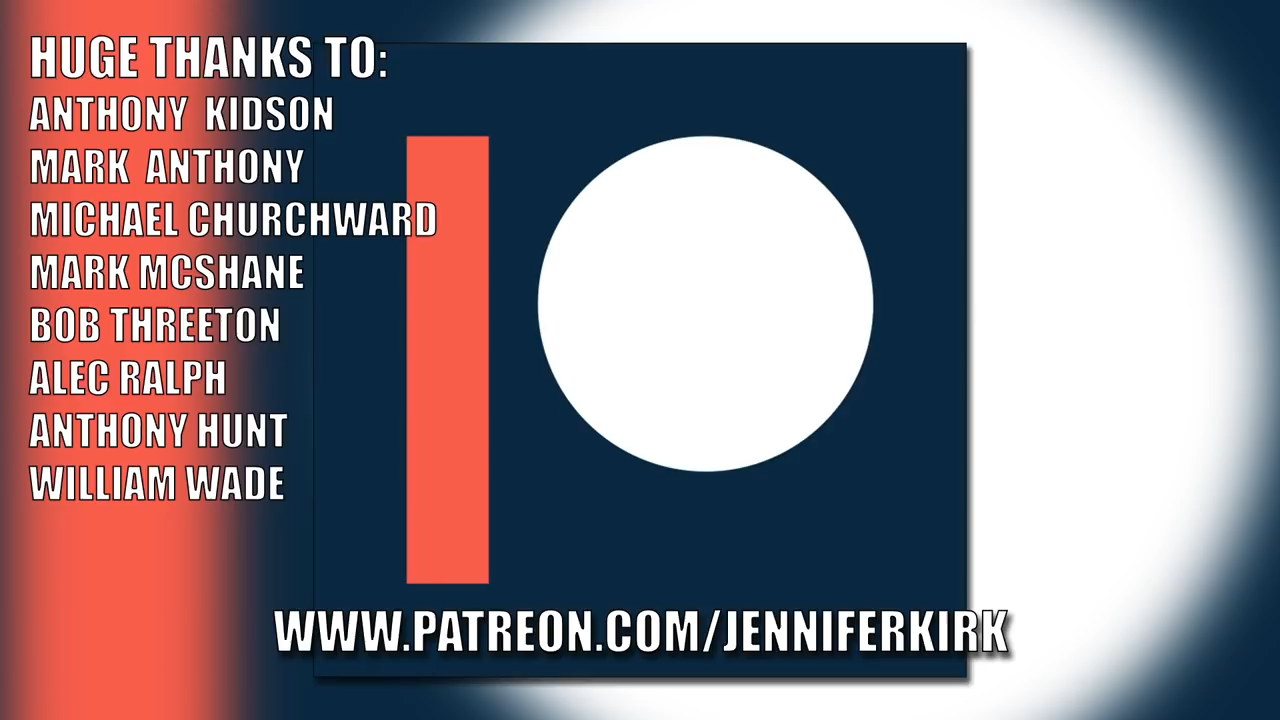 HUGE THANKS TO:
ANTHONY KIDSON
MARK ANTHONY
MICHAEL CHURCHWARD
MARK MCSHANE
BOB THREETON
ALEC RALPH
ANTHONY HUNT
WILLIAM WADE
WWW.PATREON.COM/JENNIFERKIRK